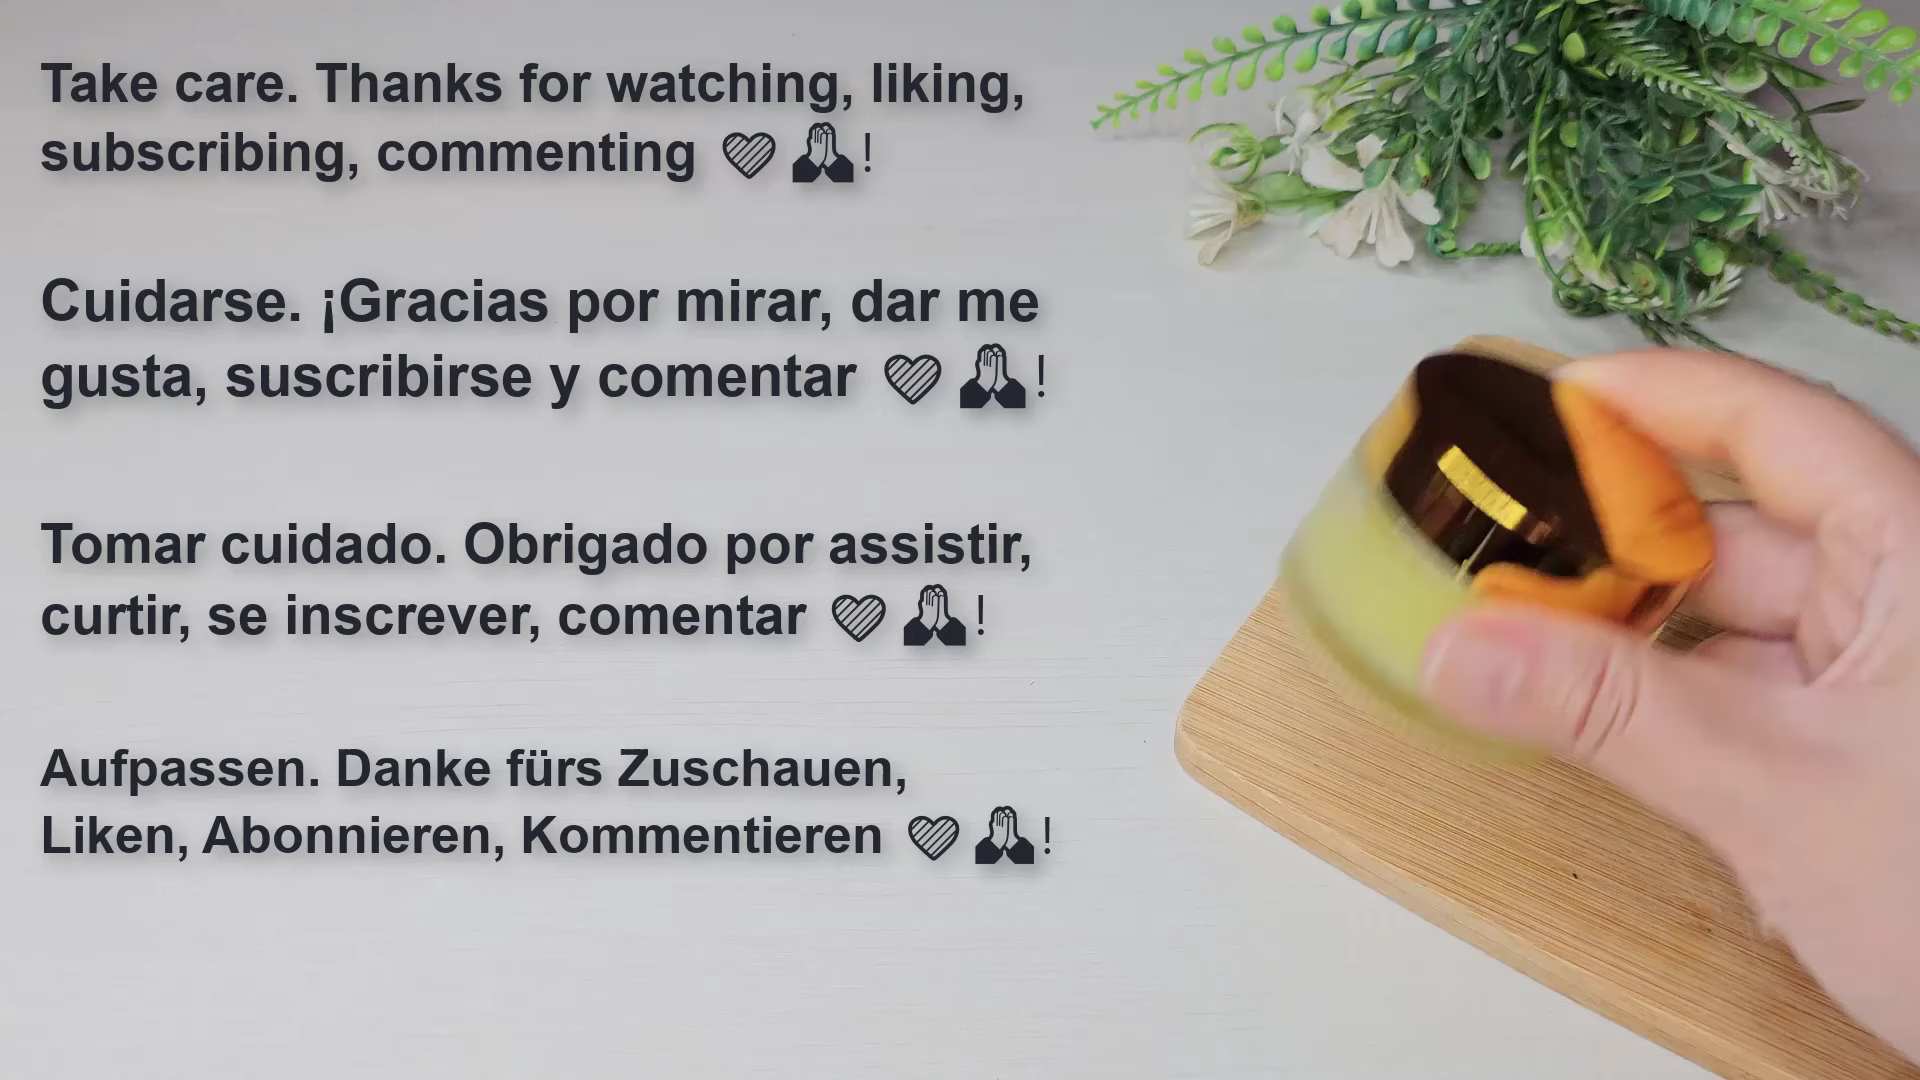 Take care. Thanks for watching, liking,
subscribing, commenting 🤍🙏!
Cuidarse. ¡Gracias por mirar, dar me
gusta, suscribirse y comentar 🤍🙏!
Tomar cuidado. Obrigado por assistir,
curtir, se inscrever, comentar 🤍🙏!
Aufpassen. Danke fürs Zuschauen,
Liken, Abonnieren, Kommentieren 🤍🙏!